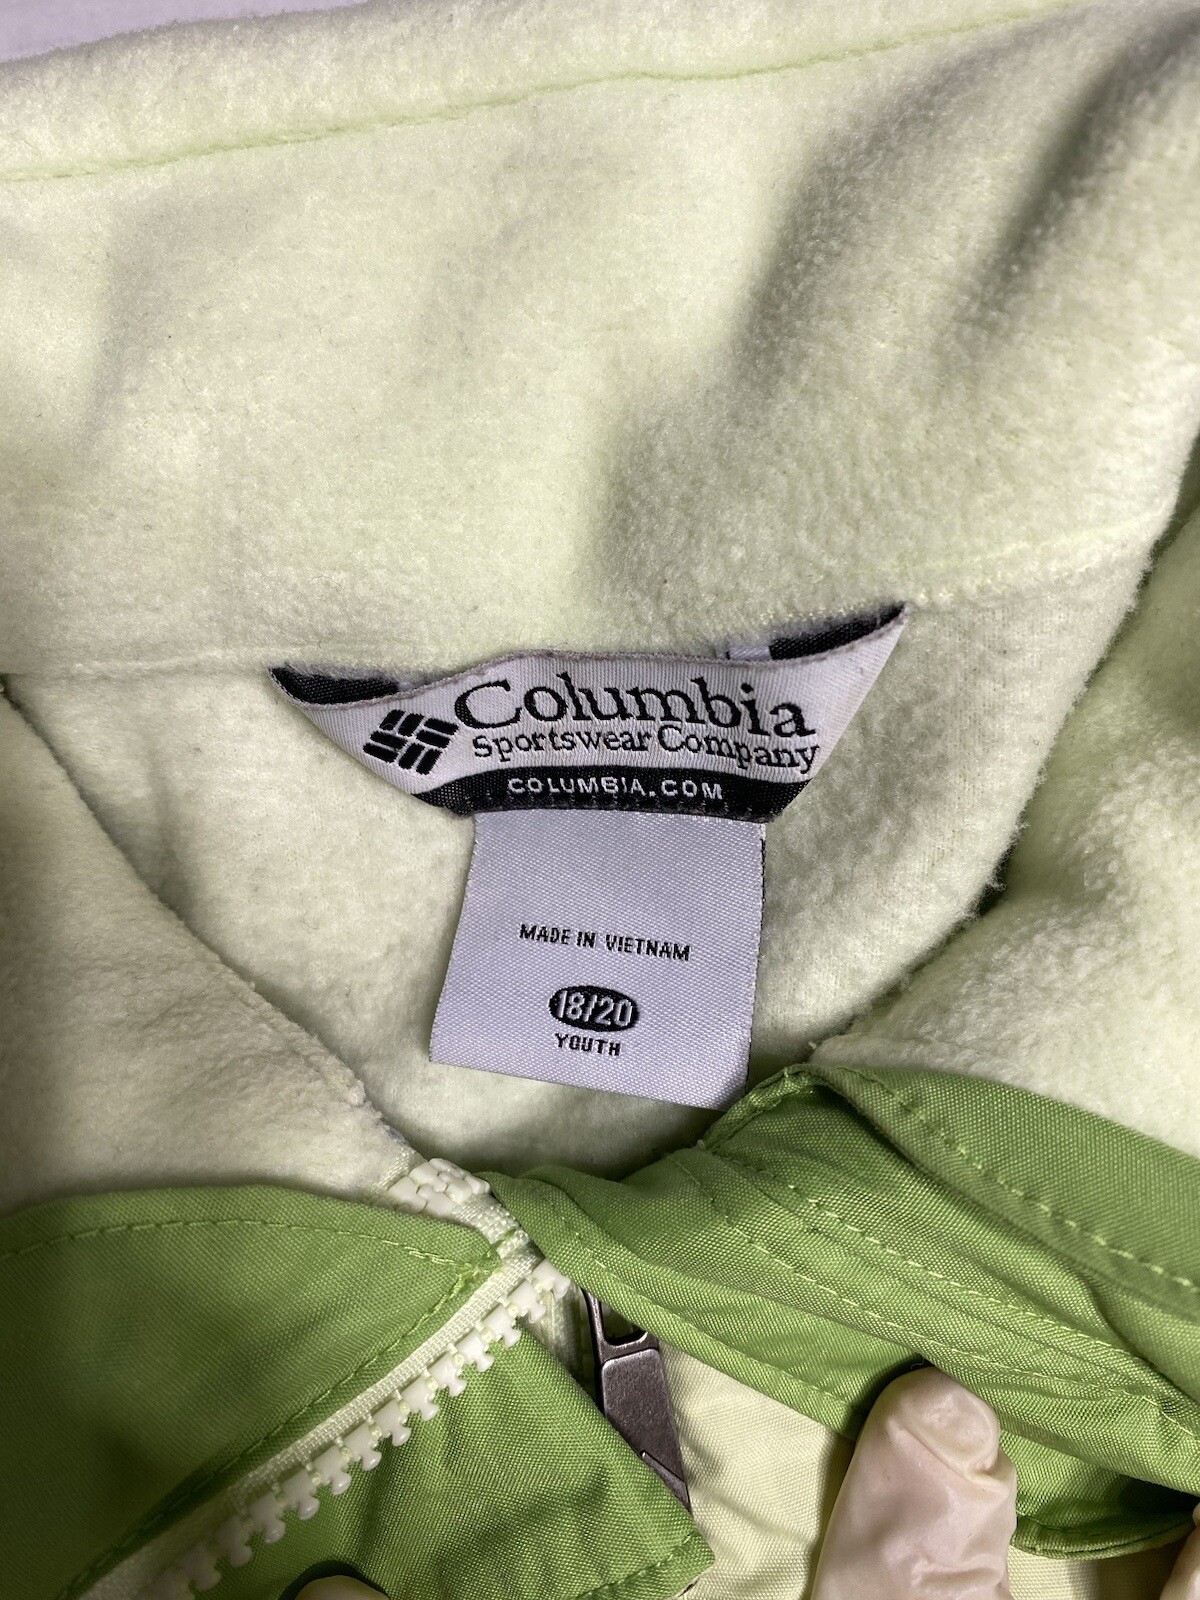 Columbia
Sportswear Company
COLUMBIA.COM
MADE IN VIETNAM
18/20
YOUTH